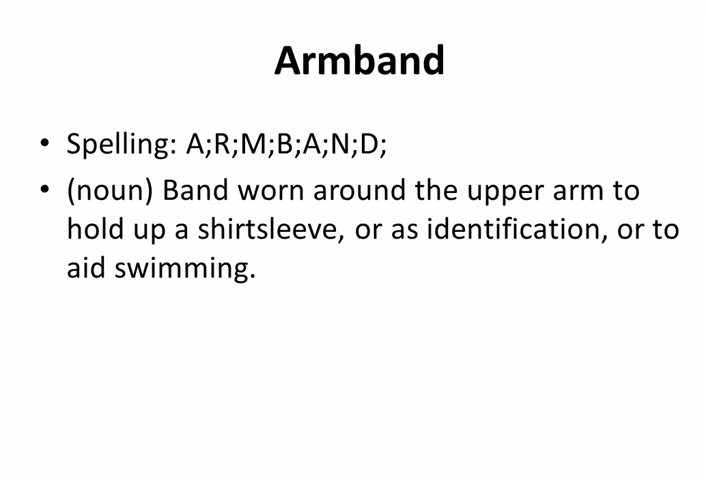 Armband
• Spelling: A;R;M;B;A;N;D;
• (noun) Band worn around the upper arm to
hold up a shirtsleeve, or as identification, or to
aid swimming.